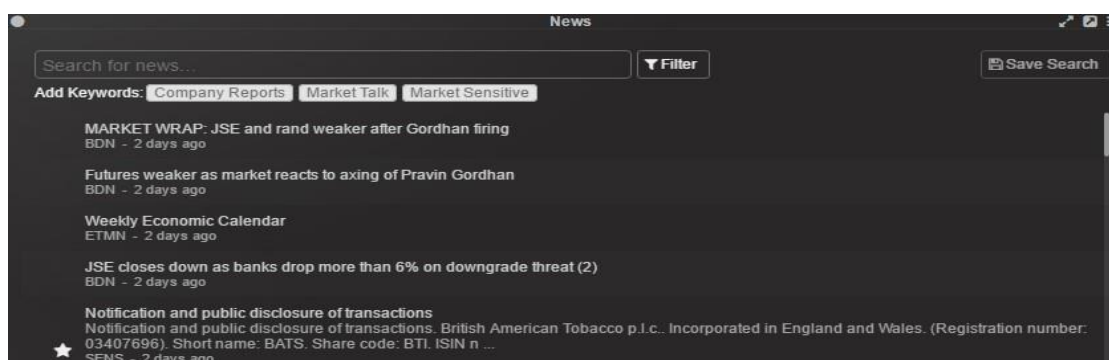 News
Search for news...
Filter
Save Search
Add Keywords: Company Reports Market Talk Market Sensitive
MARKET WRAP: JSE and rand weaker after Gordhan firing
BDN - 2 days ago
Futures weaker as market reacts to axing of Pravin Gordhan
BDN - 2 days ago
Weekly Economic Calendar
ETMN - 2 days ago
JSE closes down as banks drop more than 6% on downgrade threat (2)
BDN - 2 days ago
Notification and public disclosure of transactions
Notification and public disclosure of transactions. British American Tobacco p.l.c.. Incorporated in England and Wales. (Registration number:
03407696). Short name: BATS. Share code: BTI. ISIN n ...
SENS - 2 days ago